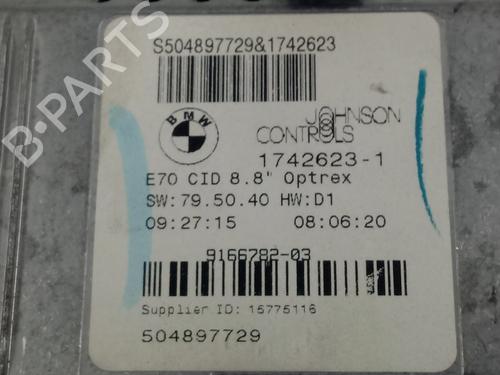 S504897729&1742623
BMW
JOHNSON
CONTROLS
1742623-1
E70 CID 8.8" Optrex
SW:79.50.40 HW:D1
09:27:15 08:06:20
9166782-03
Supplier ID: 15775116
504897729
B-PARTS